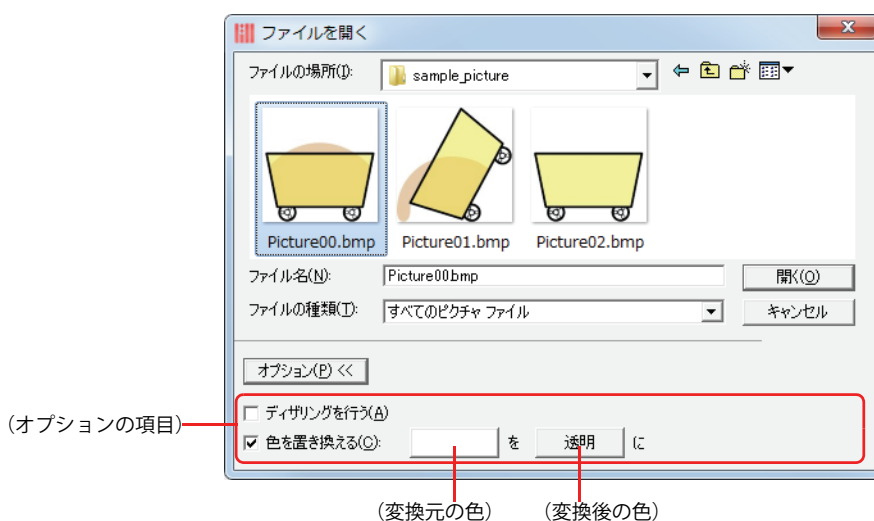 ファイルを開く
ファイルの場所(I):
sample_picture
Picture00.bmp
Picture01.bmp
Picture02.bmp
ファイル名(N):
Picture00.bmp
開く(O)
ファイルの種類(T):
すべてのピクチャ ファイル
キャンセル
オプション(P) <<
(オプションの項目)
ディザリングを行う(A)
色を置き換える(C):
を
透明
に
(変換元の色)
(変換後の色)